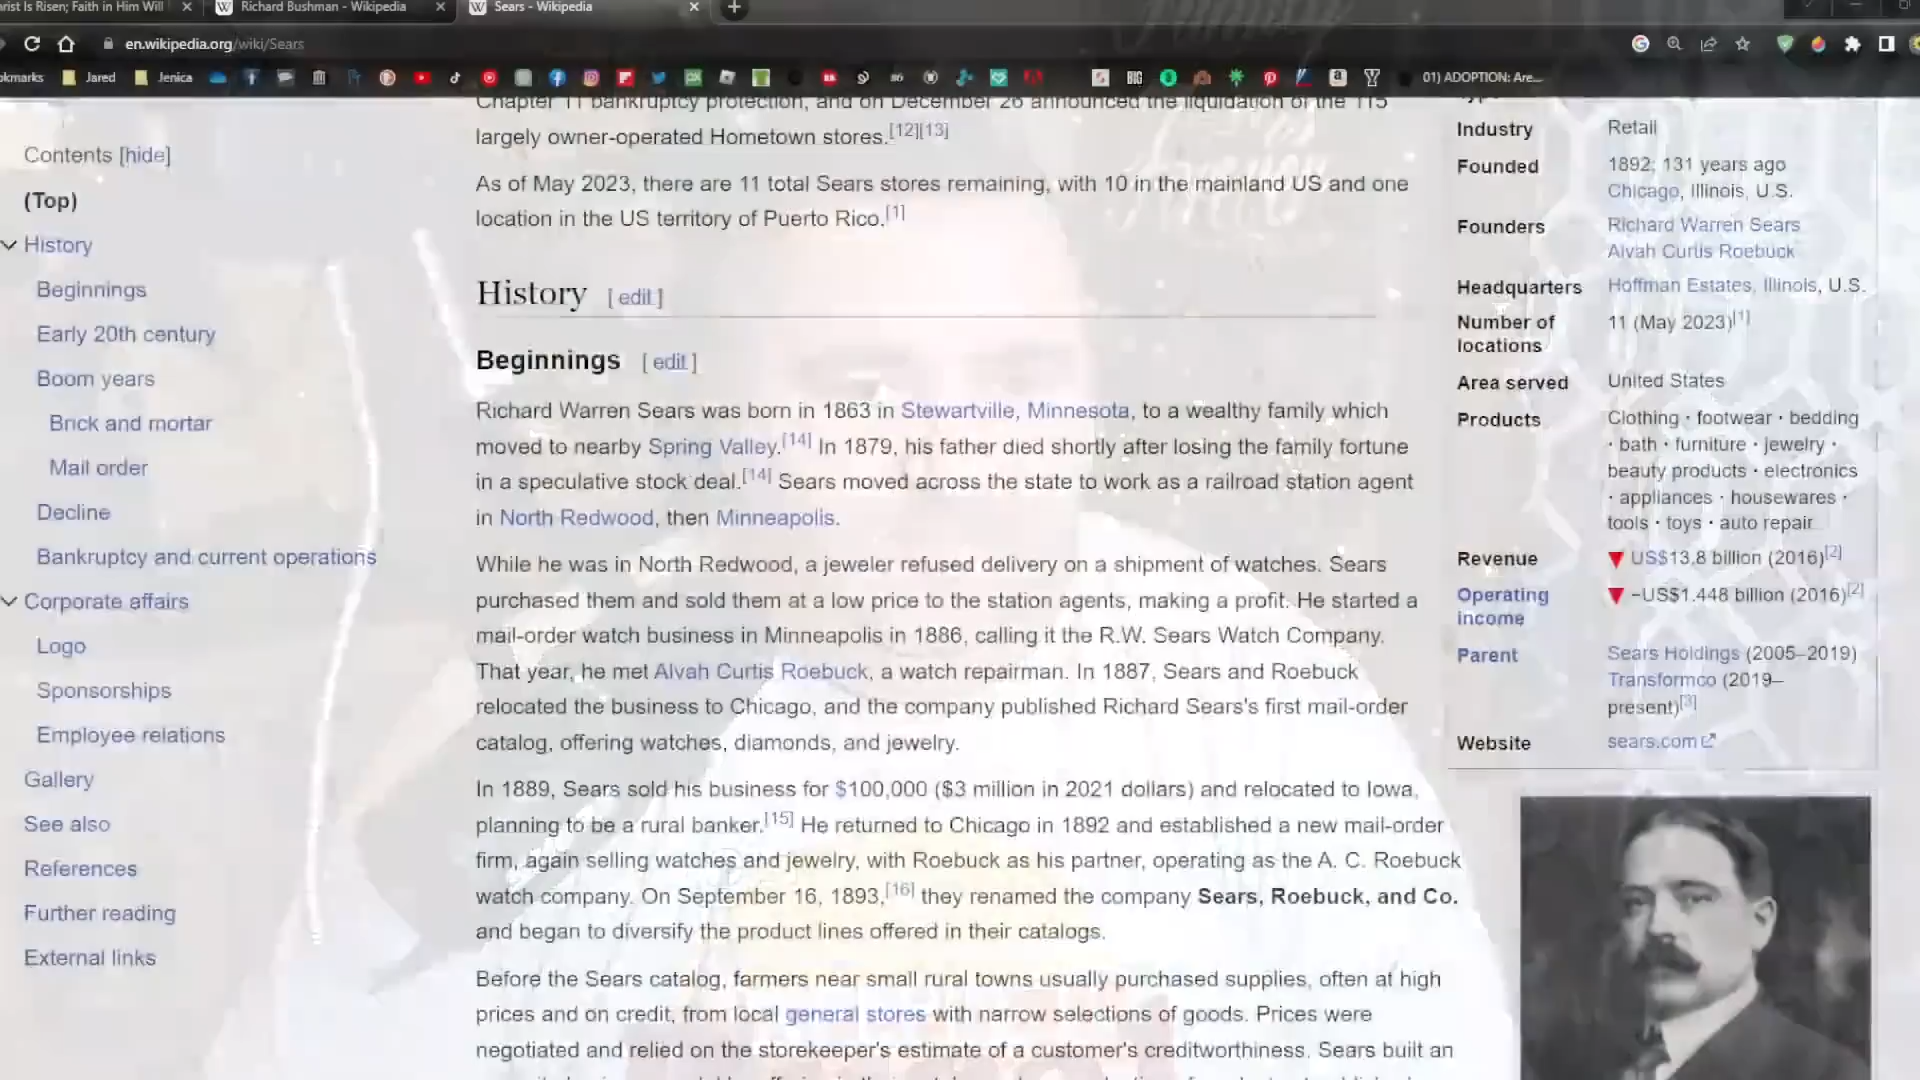 rist Is Risen; Faith in Him Will
Richard Bushman - Wikipedia
Sears - Wikipedia
en.wikipedia.org/wiki/Sears
okmarks
Jared
Jenica
BIG
01) ADOPTION: Are...
Contents [hide]
(Top)
History
Beginnings
Early 20th century
Boom years
Brick and mortar
Mail order
Decline
Bankruptcy and current operations
Corporate affairs
Logo
Sponsorships
Employee relations
Gallery
See also
References
Further reading
External links
Chapter 11 bankruptcy protection, and on December 26 announced the liquidation of the 115
largely owner-operated Hometown stores.[12][13]
As of May 2023, there are 11 total Sears stores remaining, with 10 in the mainland US and one
location in the US territory of Puerto Rico.[1]
History [ edit ]
Beginnings [ edit ]
Richard Warren Sears was born in 1863 in Stewartville, Minnesota, to a wealthy family which
moved to nearby Spring Valley.[14] In 1879, his father died shortly after losing the family fortune
in a speculative stock deal.[14] Sears moved across the state to work as a railroad station agent
in North Redwood, then Minneapolis.
While he was in North Redwood, a jeweler refused delivery on a shipment of watches. Sears
purchased them and sold them at a low price to the station agents, making a profit. He started a
mail-order watch business in Minneapolis in 1886, calling it the R.W. Sears Watch Company.
That year, he met Alvah Curtis Roebuck, a watch repairman. In 1887, Sears and Roebuck
relocated the business to Chicago, and the company published Richard Sears's first mail-order
catalog, offering watches, diamonds, and jewelry.
In 1889, Sears sold his business for $100,000 ($3 million in 2021 dollars) and relocated to Iowa,
planning to be a rural banker.[15] He returned to Chicago in 1892 and established a new mail-order
firm, again selling watches and jewelry, with Roebuck as his partner, operating as the A. C. Roebuck
watch company. On September 16, 1893,[16] they renamed the company Sears, Roebuck, and Co.
and began to diversify the product lines offered in their catalogs.
Before the Sears catalog, farmers near small rural towns usually purchased supplies, often at high
prices and on credit, from local general stores with narrow selections of goods. Prices were
negotiated and relied on the storekeeper's estimate of a customer's creditworthiness. Sears built an
Industry Retail
Founded 1892; 131 years ago
Chicago, Illinois, U.S.
Founders Richard Warren Sears
Alvah Curtis Roebuck
Headquarters Hoffman Estates, Illinois, U.S.
Number of locations 11 (May 2023)[1]
Area served United States
Products Clothing · footwear · bedding
· bath · furniture · jewelry ·
beauty products · electronics
· appliances · housewares ·
tools · toys · auto repair
Revenue ▼ US$13.8 billion (2016)[2]
Operating income ▼ −US$1.448 billion (2016)[2]
Parent Sears Holdings (2005–2019)
Transformco (2019–
present)[3]
Website sears.com